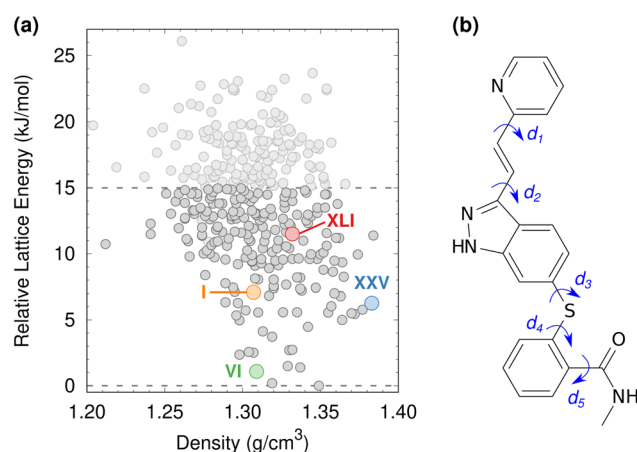 (a)
Relative Lattice Energy (kJ/mol)
25
20
15
10
5
0
XLI
XXV
I
VI
1.20
1.25
1.30
1.35
1.40
Density (g/cm³)
(b)
N
d₁
d₂
N
HN
d₃
S
d₄
O
d₅
NH